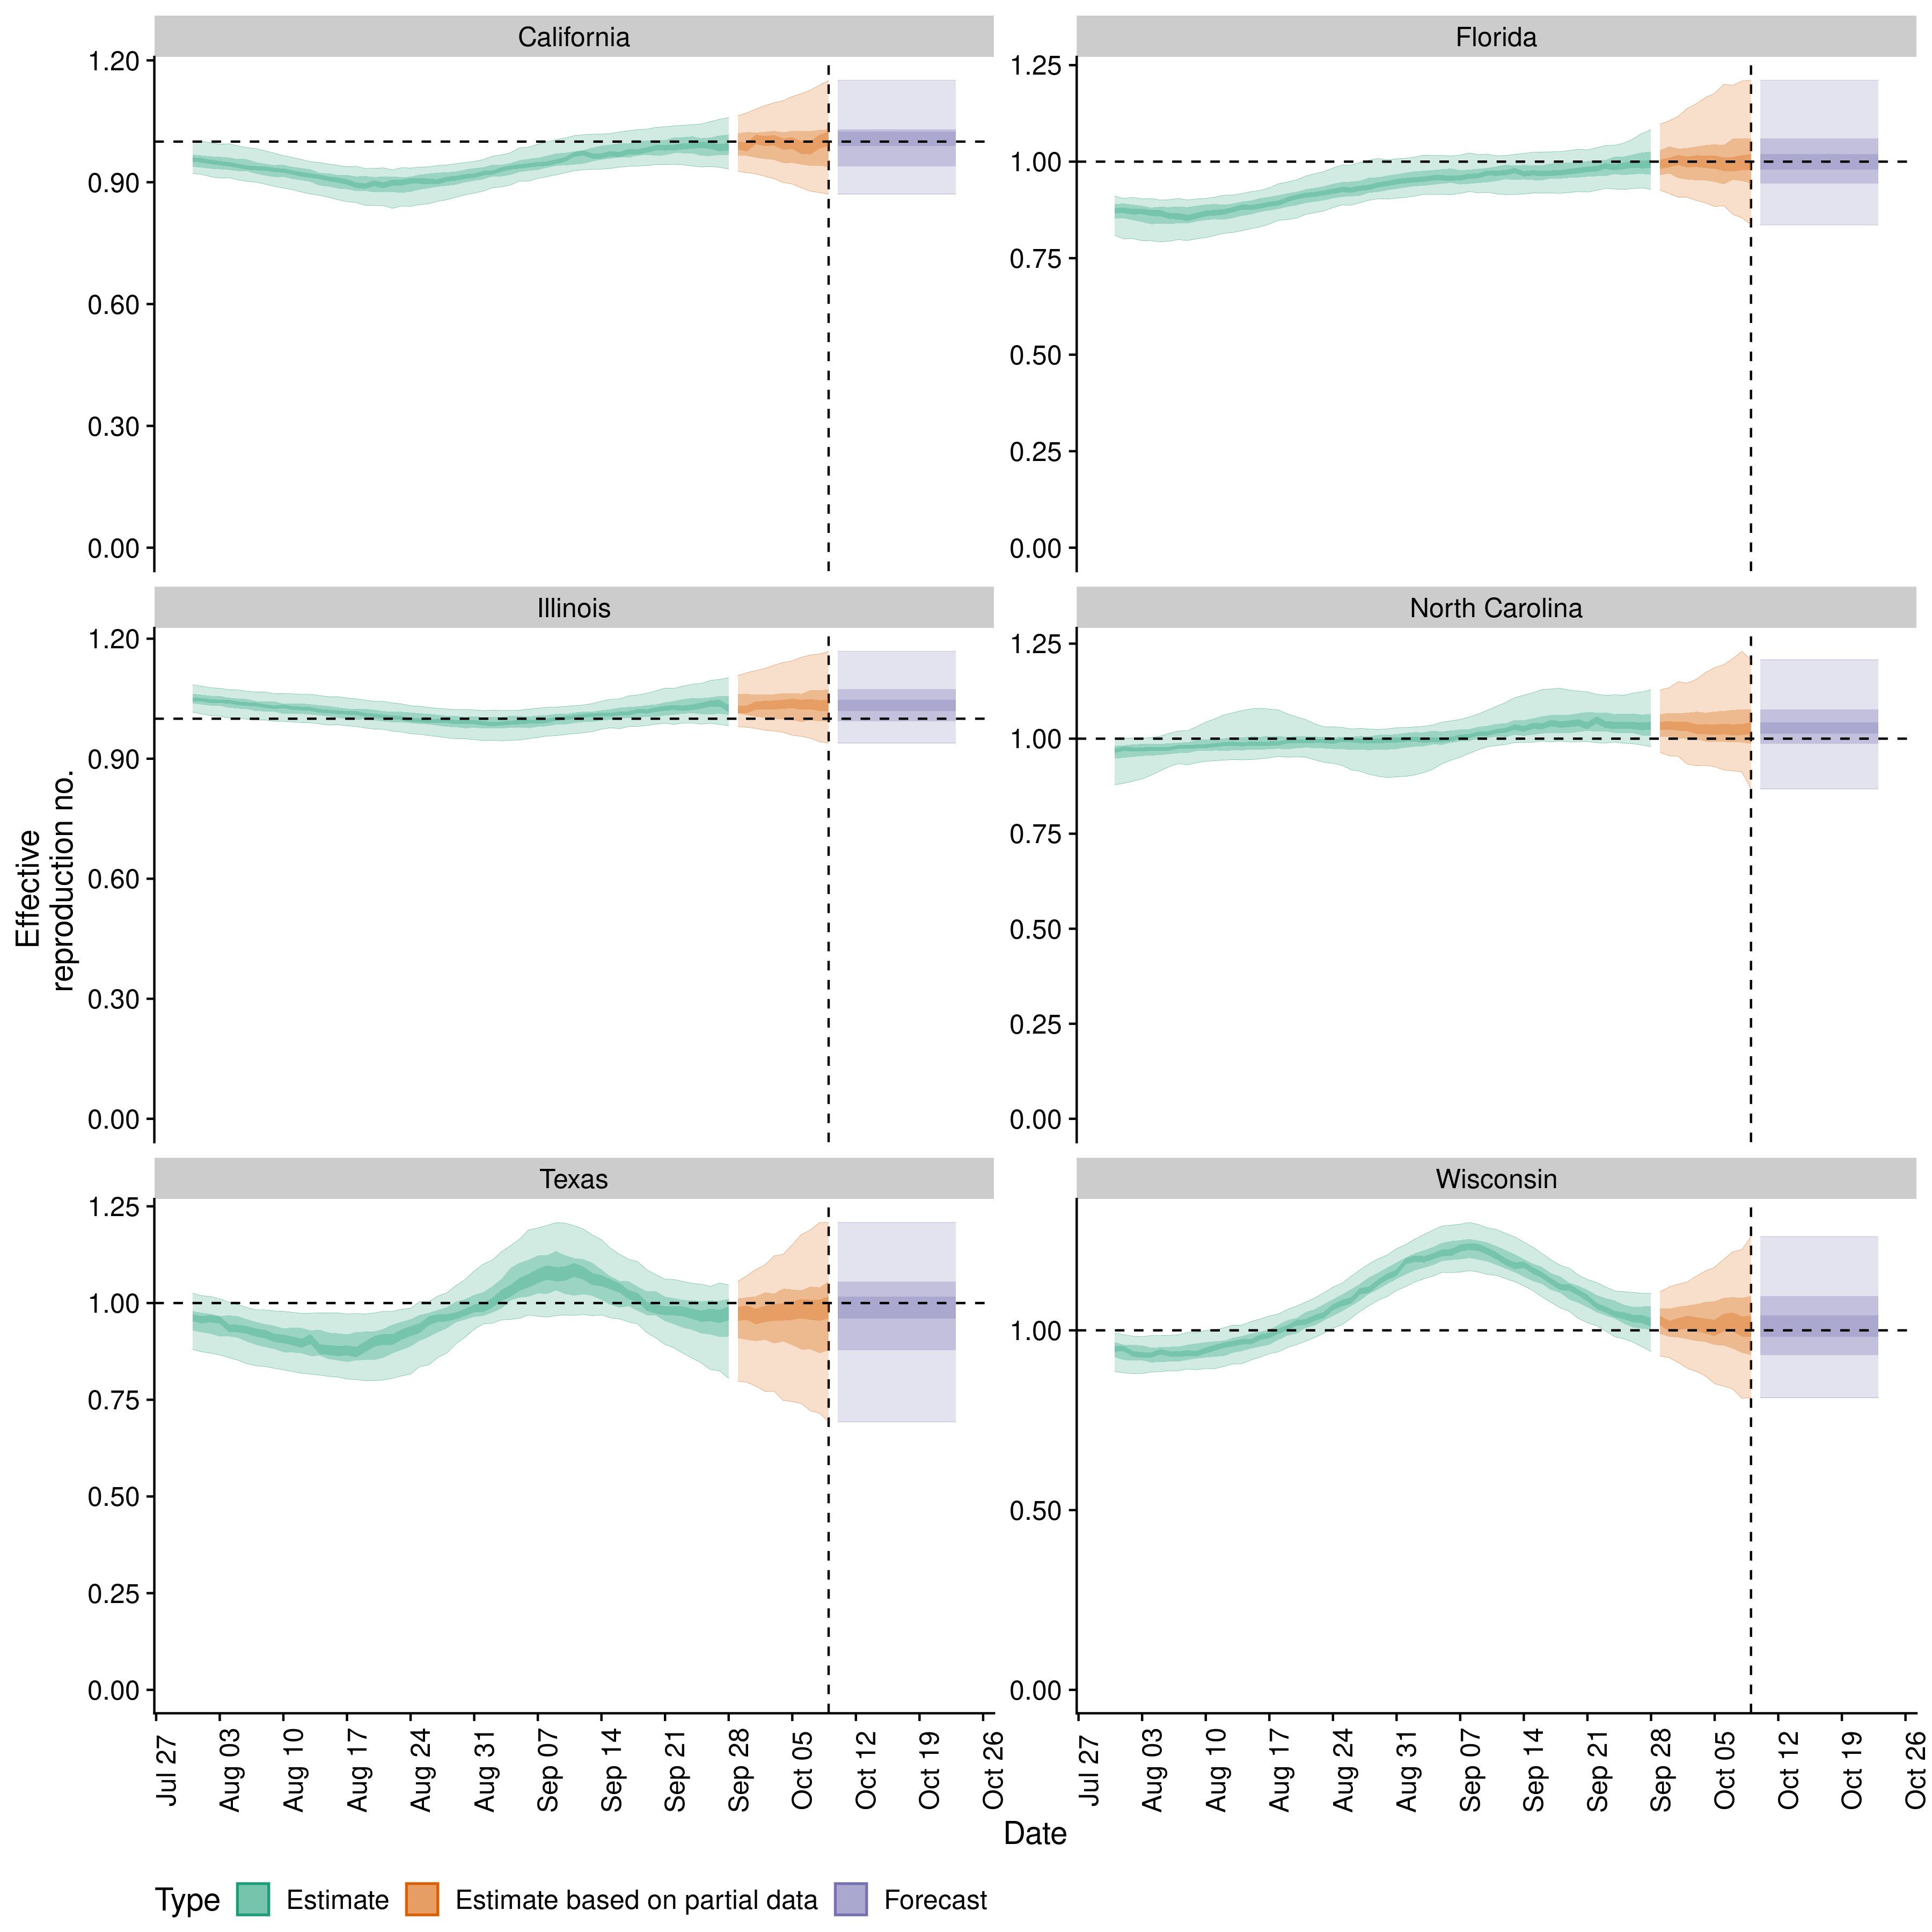 California
Florida
1.20
0.90
0.60
0.30
0.00
1.25
1.00
0.75
0.50
0.25
0.00
Illinois
North Carolina
1.20
0.90
0.60
0.30
0.00
1.25
1.00
0.75
0.50
0.25
0.00
Effective
reproduction no.
Texas
Wisconsin
1.25
1.00
0.75
0.50
0.25
0.00
1.00
0.50
0.00
Jul 27
Aug 03
Aug 10
Aug 17
Aug 24
Aug 31
Sep 07
Sep 14
Sep 21
Sep 28
Oct 05
Oct 12
Oct 19
Oct 26
Jul 27
Aug 03
Aug 10
Aug 17
Aug 24
Aug 31
Sep 07
Sep 14
Sep 21
Sep 28
Oct 05
Oct 12
Oct 19
Oct 26
Date
Type Estimate Estimate based on partial data Forecast